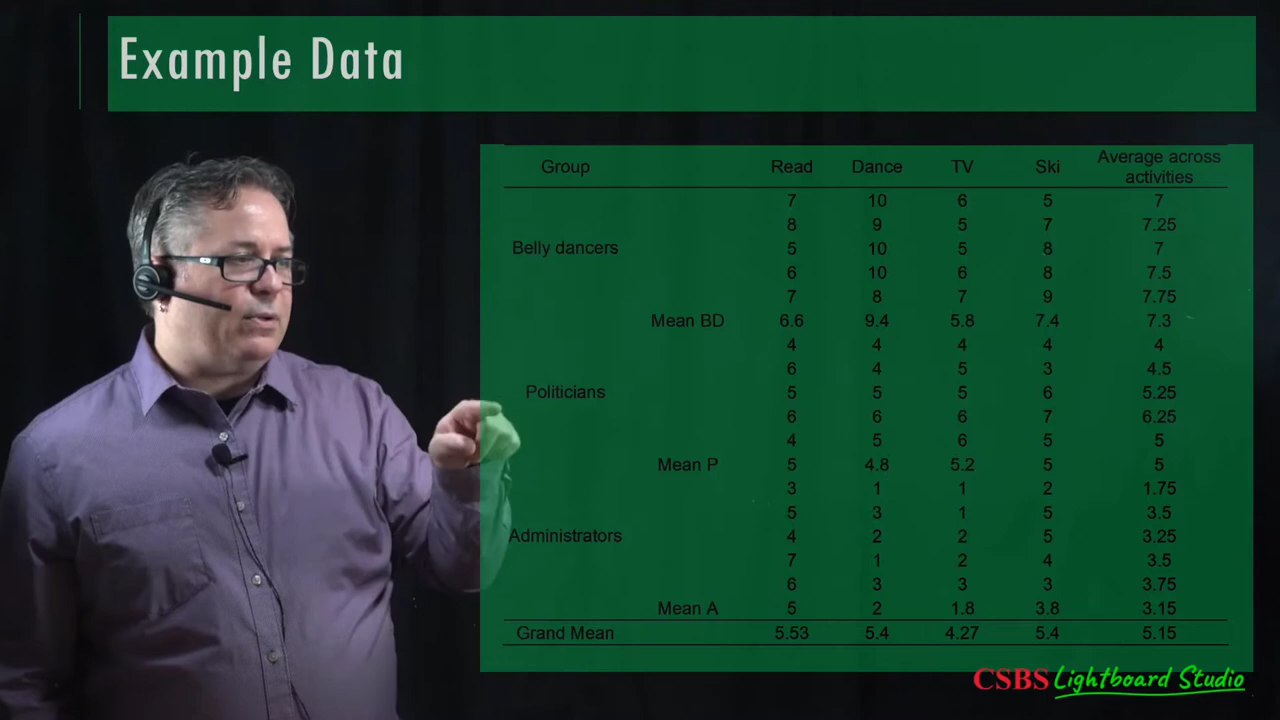 Example Data
Group Read Dance TV Ski Average across activities
7 10 6 5 7
8 9 5 7 7.25
Belly dancers 5 10 5 8 7
6 10 6 8 7.5
7 8 7 9 7.75
Mean BD 6.6 9.4 5.8 7.4 7.3
4 4 4 4 4
6 4 5 3 4.5
Politicians 5 5 5 6 5.25
6 6 6 7 6.25
4 5 6 5 5
Mean P 5 4.8 5.2 5 5
3 1 1 2 1.75
5 3 1 5 3.5
Administrators 4 2 2 5 3.25
7 1 2 4 3.5
6 3 3 3 3.75
Mean A 5 2 1.8 3.8 3.15
Grand Mean 5.53 5.4 4.27 5.4 5.15
CSBS Lightboard Studio